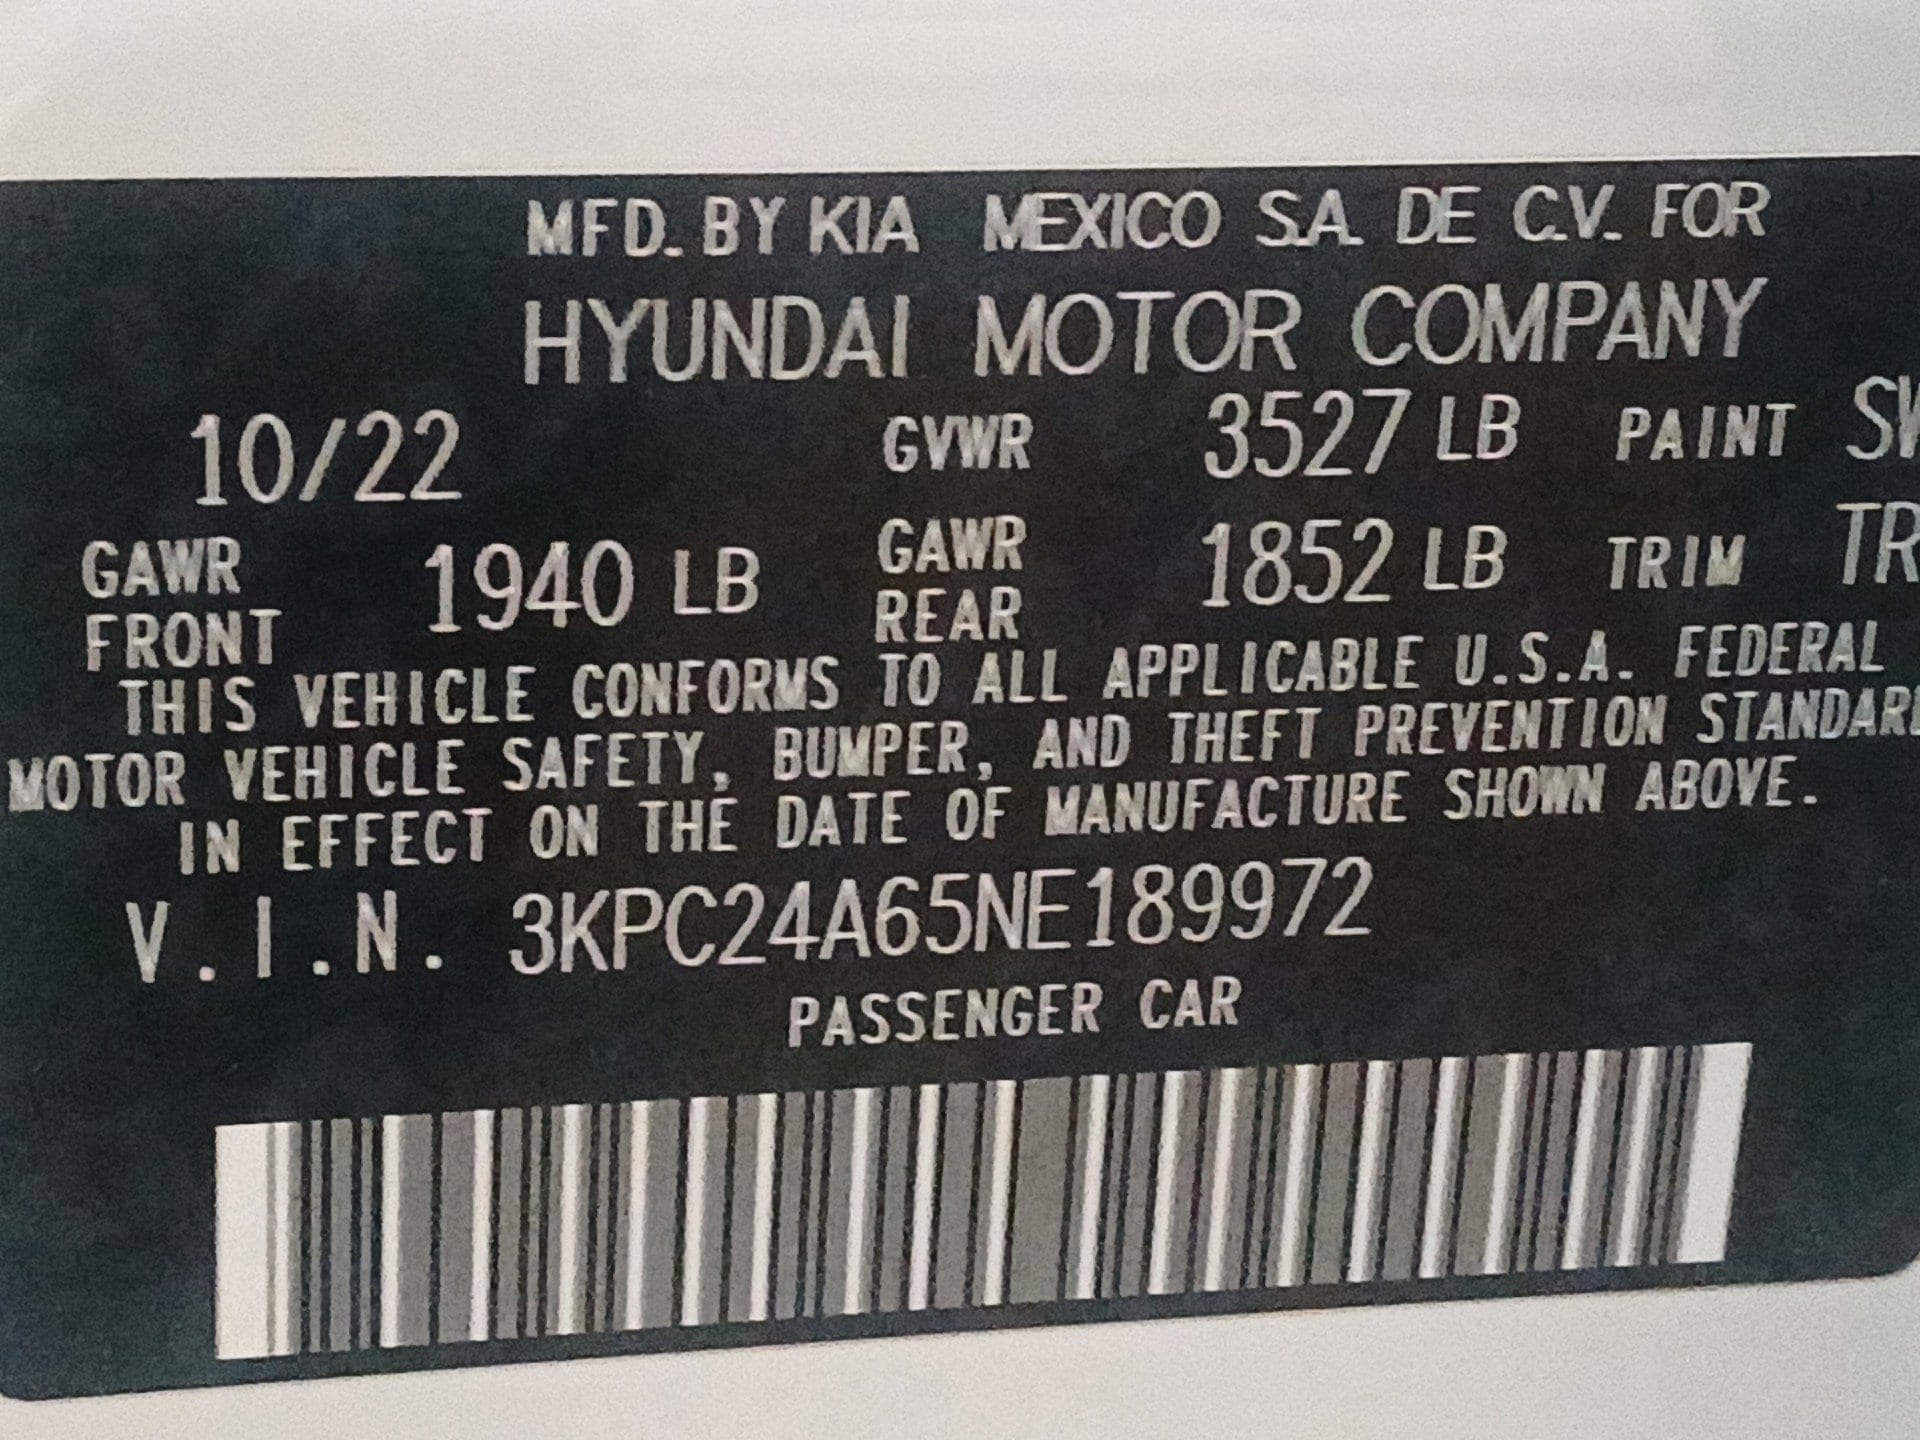 MFD. BY KIA MEXICO S.A. DE C.V. FOR
HYUNDAI MOTOR COMPANY
10/22 GVWR 3527 LB PAINT
GAWR FRONT 1940 LB GAWR REAR 1852 LB TRIM
THIS VEHICLE CONFORMS TO ALL APPLICABLE U.S.A. FEDERAL
MOTOR VEHICLE SAFETY, BUMPER, AND THEFT PREVENTION STANDARD
IN EFFECT ON THE DATE OF MANUFACTURE SHOWN ABOVE.
V.I.N. 3KPC24A65NE189972
PASSENGER CAR